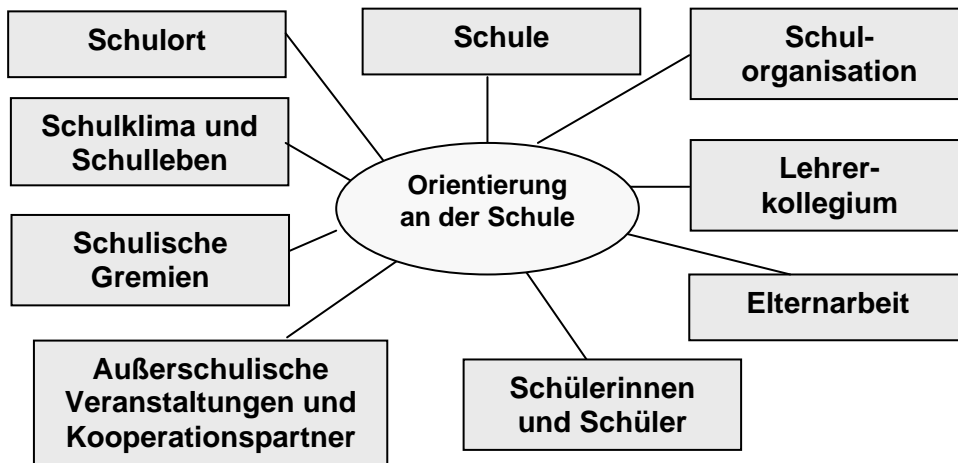 Schulort
Schule
Schul-
organisation
Schulklima und
Schulleben
Orientierung
an der Schule
Lehrer-
kollegium
Schulische
Gremien
Elternarbeit
Außerschulische
Veranstaltungen und
Kooperationspartner
Schülerinnen
und Schüler